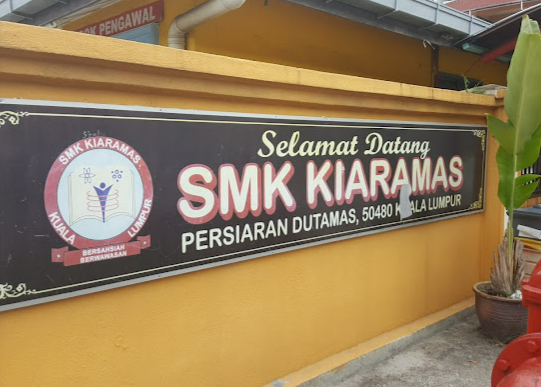 PENGAWAL
SMK KIARAMAS
KUALA LUMPUR
BERSAHSIAH
BERWAWASAN
Selamat Datang
SMK KIARAMAS
PERSIARAN DUTAMAS, 50480 KUALA LUMPUR